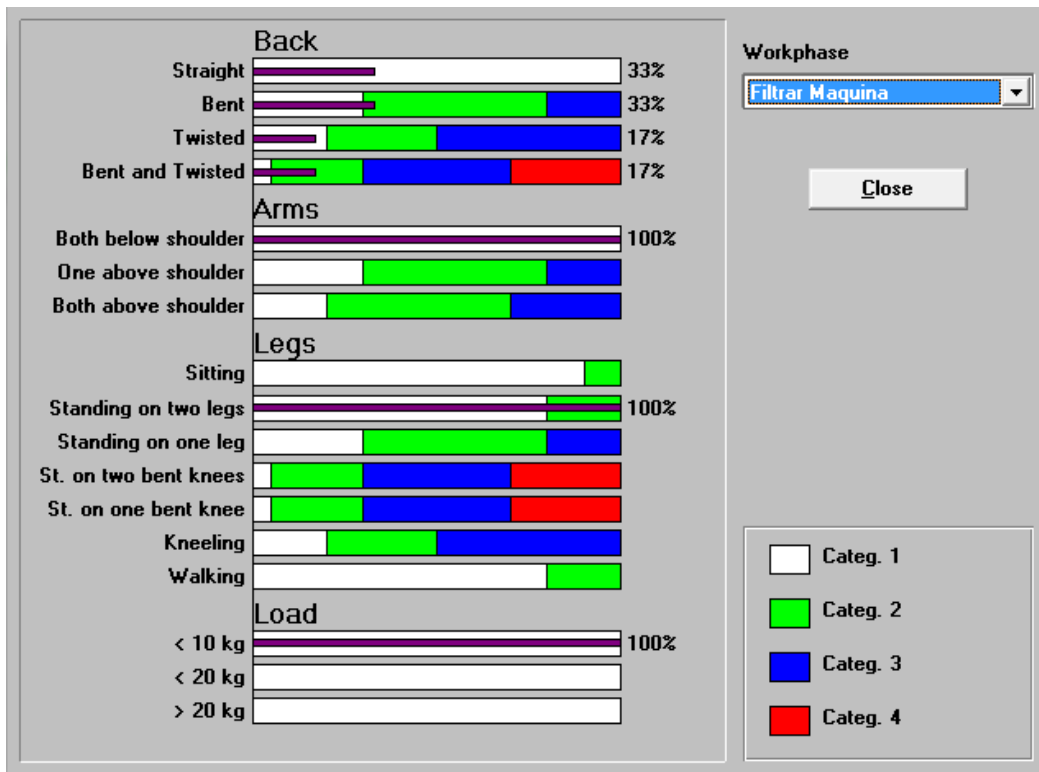 Back
Straight 33%
Bent 33%
Twisted 17%
Bent and Twisted 17%
Arms
Both below shoulder 100%
One above shoulder
Both above shoulder
Legs
Sitting
Standing on two legs 100%
Standing on one leg
St. on two bent knees
St. on one bent knee
Kneeling
Walking
Load
< 10 kg 100%
< 20 kg
> 20 kg
Workphase
Filtrar Maquina
Close
Categ. 1
Categ. 2
Categ. 3
Categ. 4